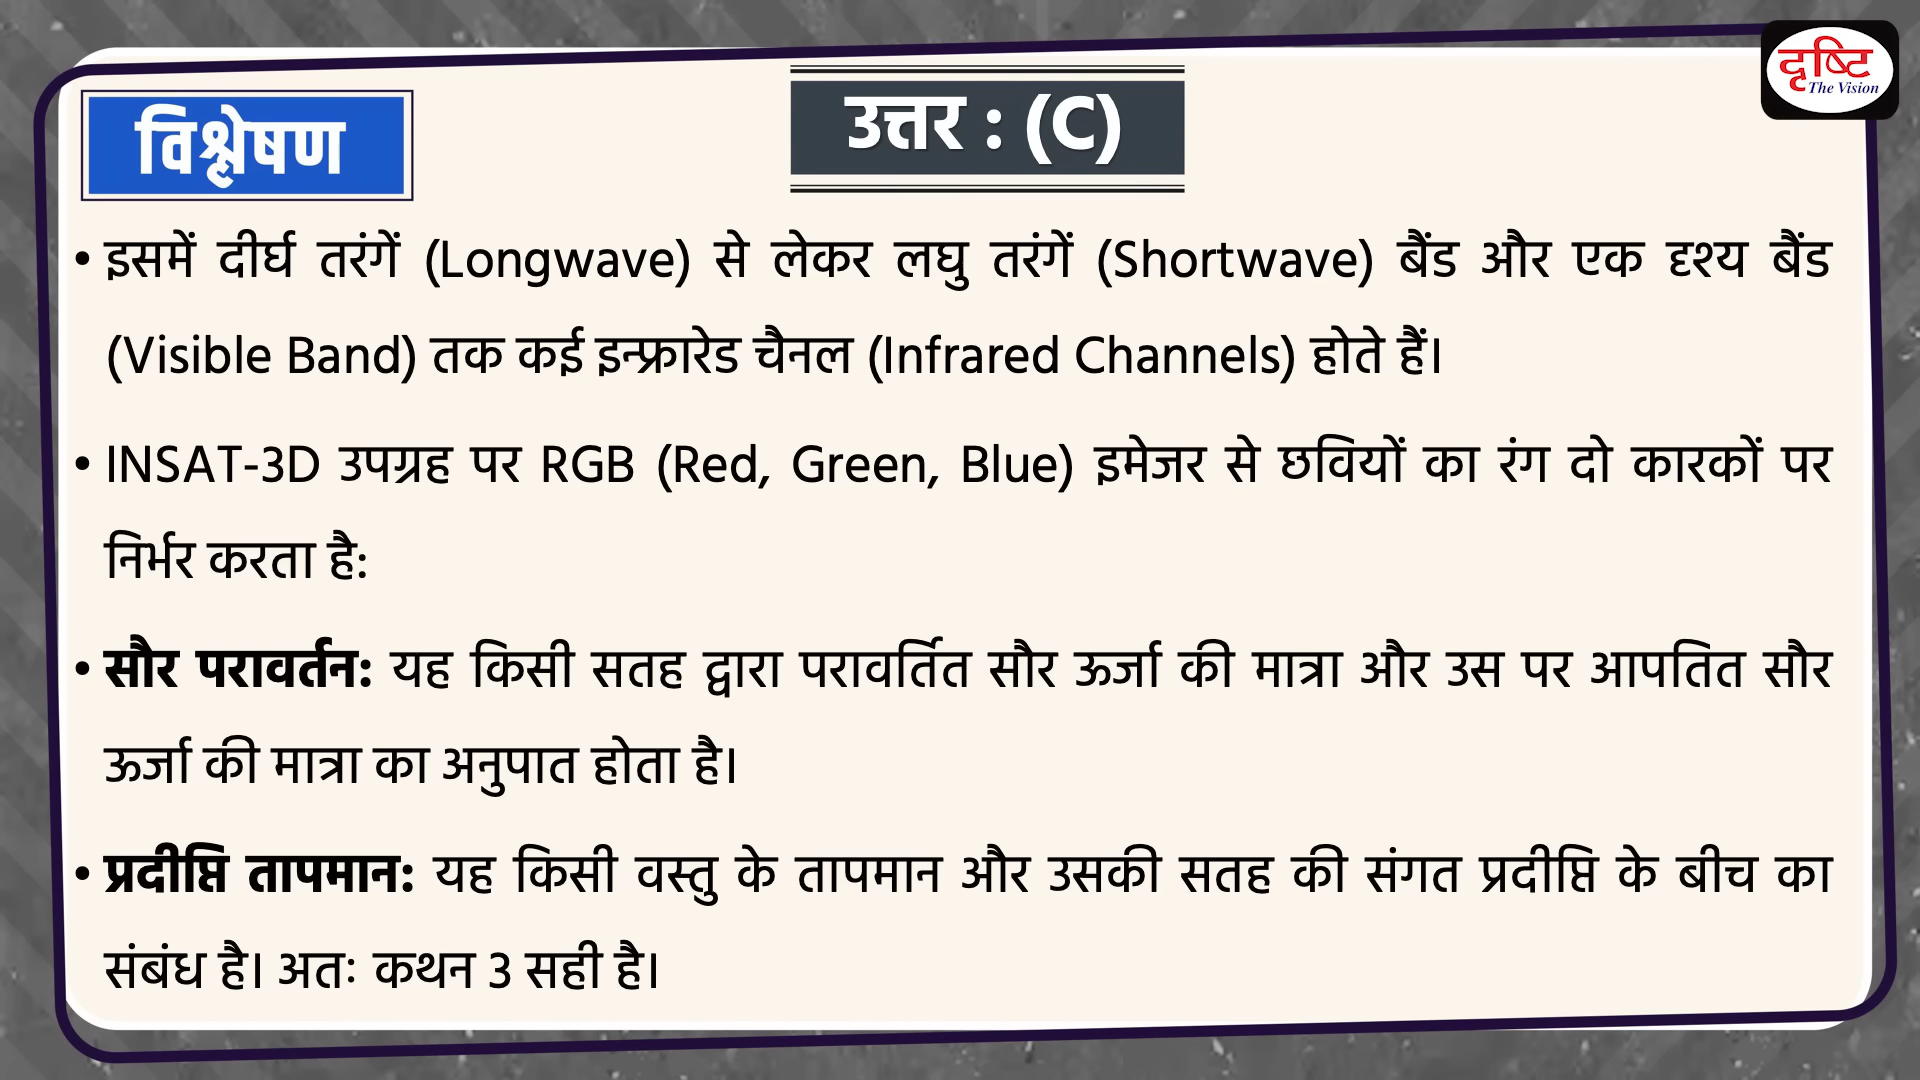 दृष्टि
The Vision
विश्लेषण
उत्तर : (C)
• इसमें दीर्घ तरंगें (Longwave) से लेकर लघु तरंगें (Shortwave) बैंड और एक दृश्य बैंड
(Visible Band) तक कई इन्फ्रारेड चैनल (Infrared Channels) होते हैं।
• INSAT-3D उपग्रह पर RGB (Red, Green, Blue) इमेजर से छवियों का रंग दो कारकों पर
निर्भर करता है:
• सौर परावर्तन: यह किसी सतह द्वारा परावर्तित सौर ऊर्जा की मात्रा और उस पर आपतित सौर
ऊर्जा की मात्रा का अनुपात होता है।
• प्रदीप्ति तापमान: यह किसी वस्तु के तापमान और उसकी सतह की संगत प्रदीप्ति के बीच का
संबंध है। अतः कथन 3 सही है।